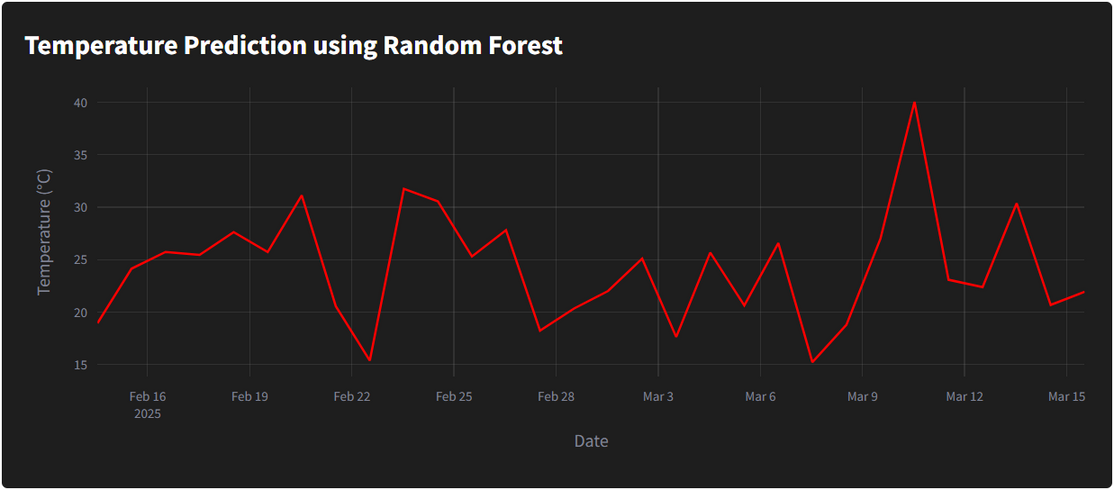 Temperature Prediction using Random Forest
40
35
30
25
20
15
Temperature (°C)
Feb 16 Feb 19 Feb 22 Feb 25 Feb 28 Mar 3 Mar 6 Mar 9 Mar 12 Mar 15
2025
Date